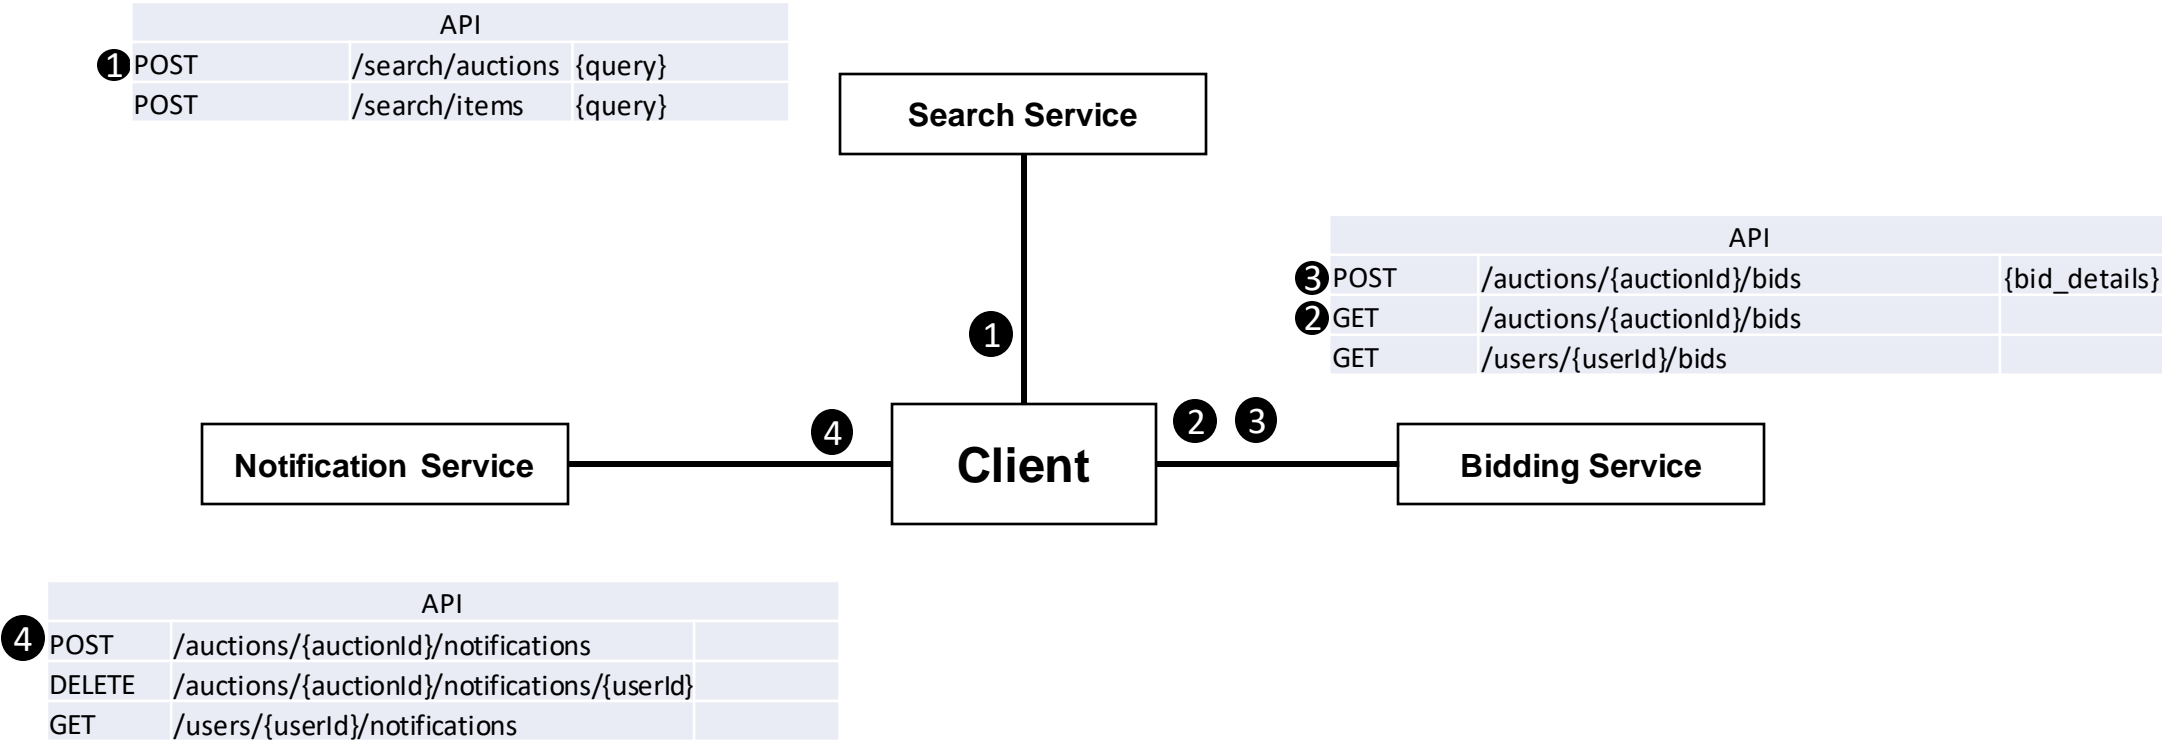 API
1 POST /search/auctions {query}
POST /search/items {query}
Search Service
API
3 POST /auctions/{auctionId}/bids {bid_details}
2 GET /auctions/{auctionId}/bids
GET /users/{userId}/bids
1
4
2 3
Notification Service
Client
Bidding Service
API
4 POST /auctions/{auctionId}/notifications
DELETE /auctions/{auctionId}/notifications/{userId}
GET /users/{userId}/notifications